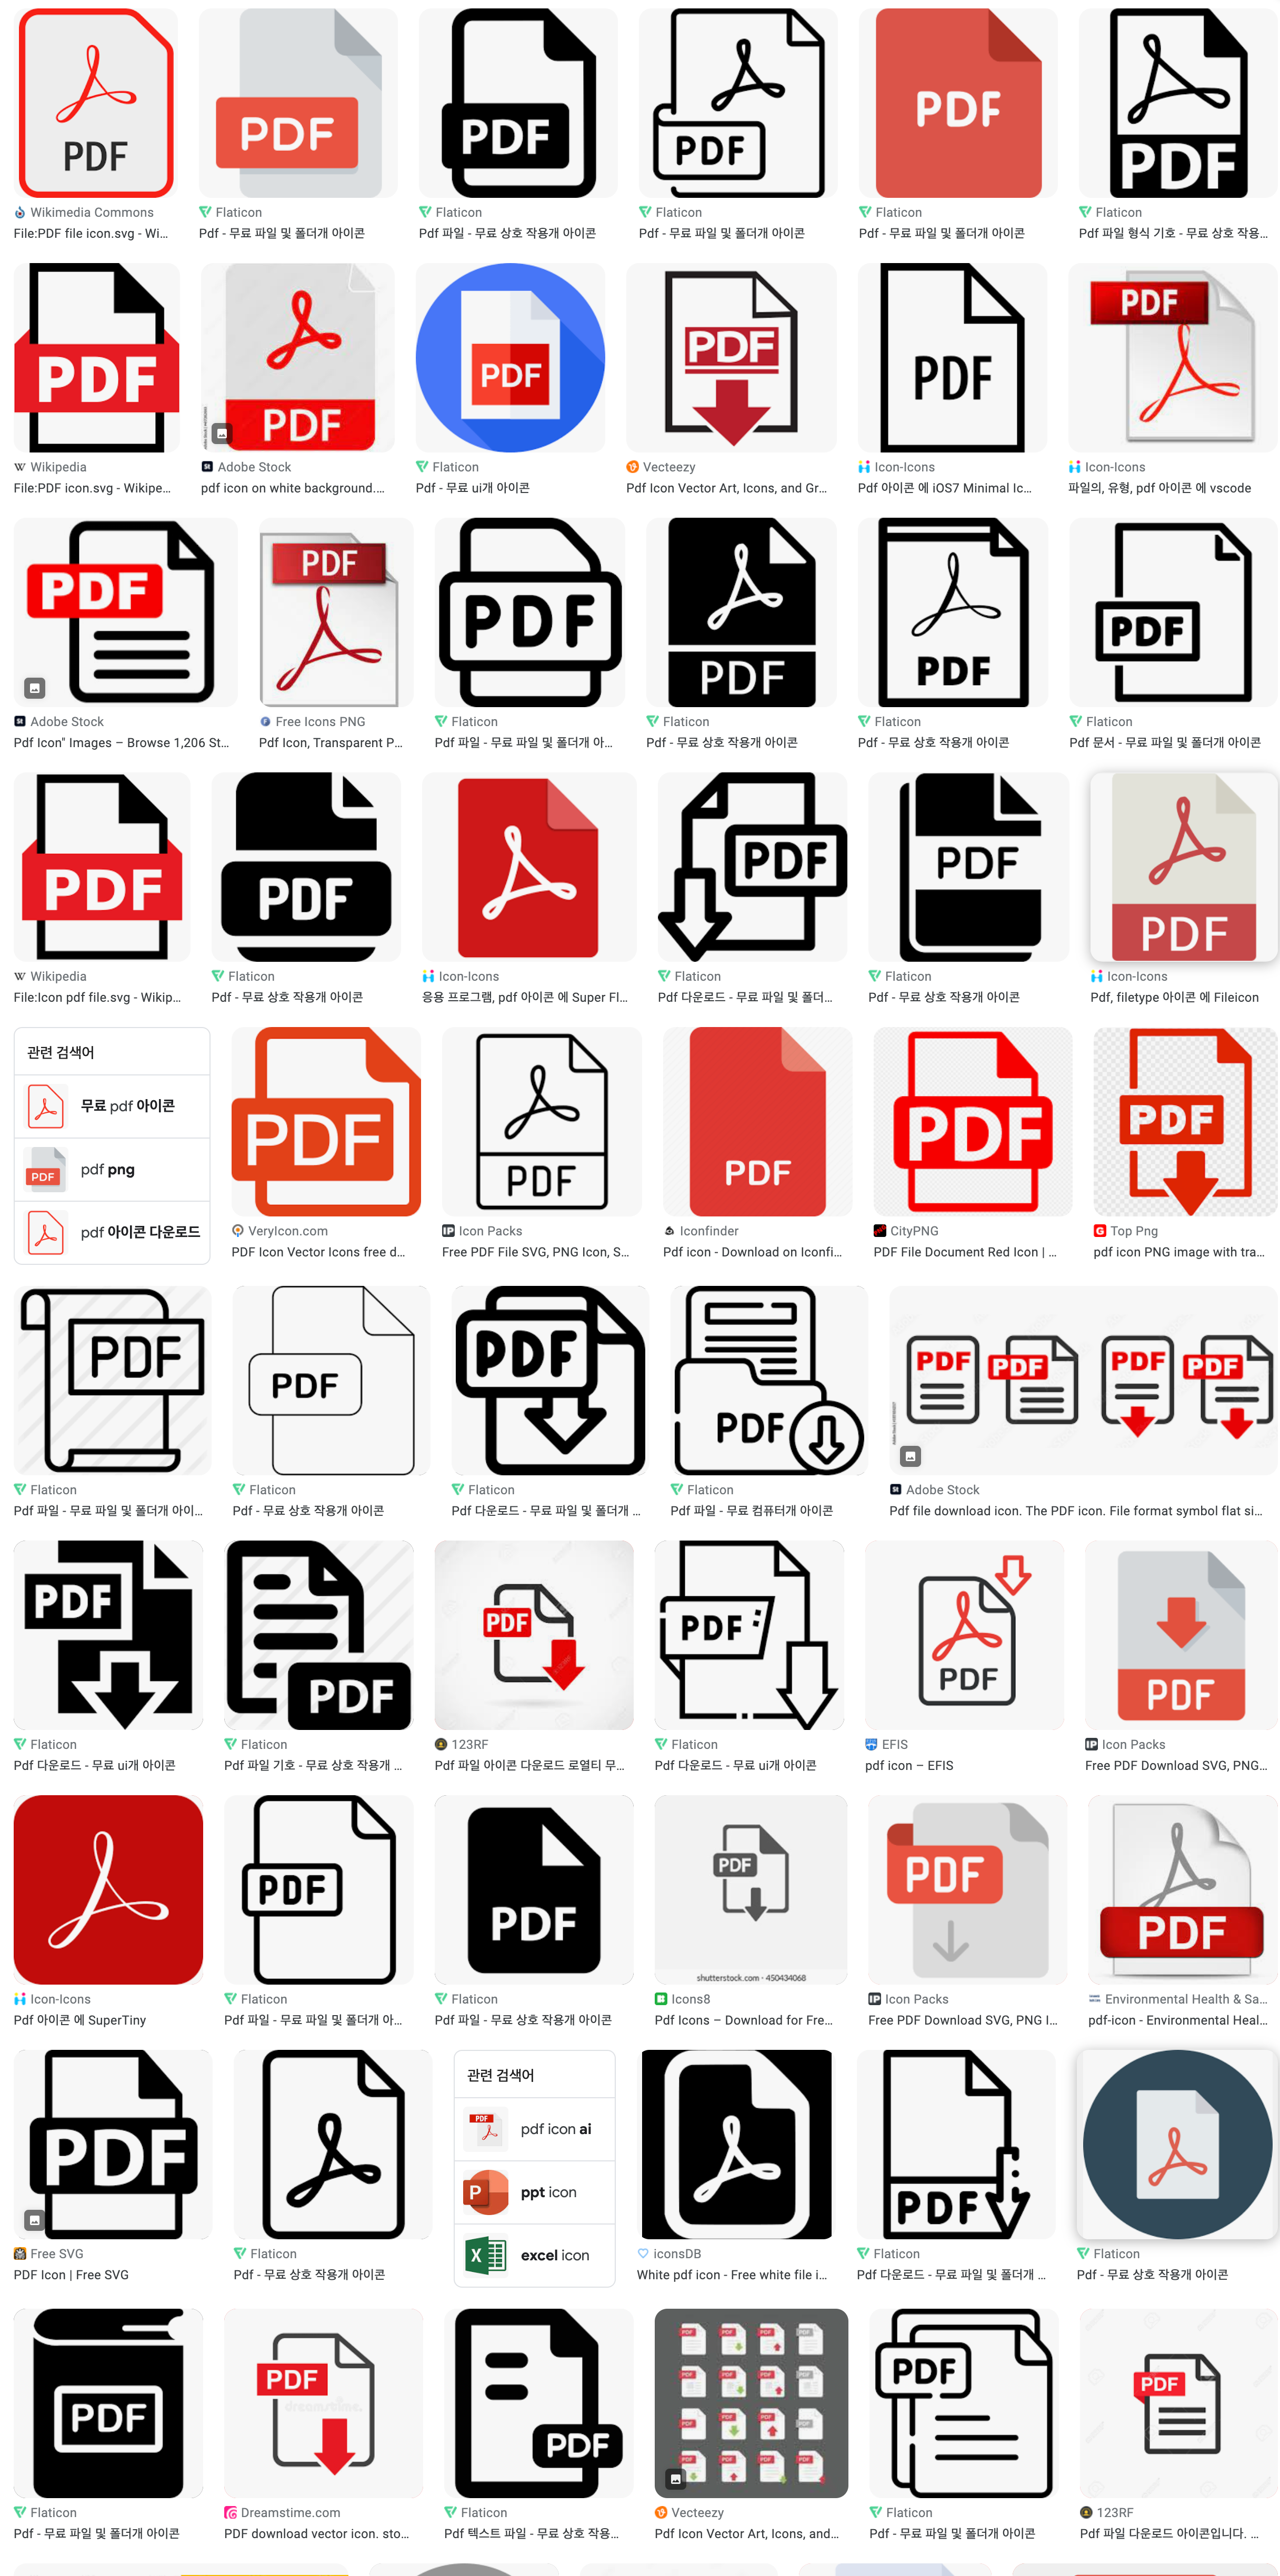 PDF
PDF
PDF
PDF
PDF
PDF
Wikimedia Commons
File:PDF file icon.svg - Wi...
Flaticon
Pdf - 무료 파일 및 폴더개 아이콘
Flaticon
Pdf 파일 - 무료 상호 작용개 아이콘
Flaticon
Pdf - 무료 파일 및 폴더개 아이콘
Flaticon
Pdf - 무료 파일 및 폴더개 아이콘
Flaticon
Pdf 파일 형식 기호 - 무료 상호 작용...
PDF
PDF
PDF
PDF
PDF
PDF
Wikipedia
File:PDF icon.svg - Wikipe...
Adobe Stock
pdf icon on white background....
Flaticon
Pdf - 무료 ui개 아이콘
Vecteezy
Pdf Icon Vector Art, Icons, and Gr...
Icon-Icons
Pdf 아이콘 에 iOS7 Minimal Ic...
Icon-Icons
파일의, 유형, pdf 아이콘 에 vscode
PDF
PDF
PDF
PDF
PDF
PDF
Adobe Stock
Pdf Icon" Images – Browse 1,206 St...
Free Icons PNG
Pdf Icon, Transparent P...
Flaticon
Pdf 파일 - 무료 파일 및 폴더개 아...
Flaticon
Pdf - 무료 상호 작용개 아이콘
Flaticon
Pdf - 무료 상호 작용개 아이콘
Flaticon
Pdf 문서 - 무료 파일 및 폴더개 아이콘
PDF
PDF
PDF
PDF
PDF
Wikipedia
File:Icon pdf file.svg - Wikip...
Flaticon
Pdf - 무료 상호 작용개 아이콘
Icon-Icons
응용 프로그램, pdf 아이콘 에 Super Fl...
Flaticon
Pdf 다운로드 - 무료 파일 및 폴더...
Flaticon
Pdf - 무료 상호 작용개 아이콘
Icon-Icons
Pdf, filetype 아이콘 에 Fileicon
관련 검색어
무료 pdf 아이콘
PDF
pdf png
pdf 아이콘 다운로드
PDF
PDF
PDF
PDF
PDF
VeryIcon.com
PDF Icon Vector Icons free d...
Icon Packs
Free PDF File SVG, PNG Icon, S...
Iconfinder
Pdf icon - Download on Iconfi...
CityPNG
PDF File Document Red Icon | ...
Top Png
pdf icon PNG image with tra...
PDF
PDF
PDF
PDF
PDF
PDF
PDF
PDF
Flaticon
Pdf 파일 - 무료 파일 및 폴더개 아이...
Flaticon
Pdf - 무료 상호 작용개 아이콘
Flaticon
Pdf 다운로드 - 무료 파일 및 폴더개 ...
Flaticon
Pdf 파일 - 무료 컴퓨터개 아이콘
Adobe Stock
Pdf file download icon. The PDF icon. File format symbol flat si...
PDF
PDF
PDF
PDF
PDF
PDF
Flaticon
Pdf 다운로드 - 무료 ui개 아이콘
Flaticon
Pdf 파일 기호 - 무료 상호 작용개 ...
123RF
Pdf 파일 아이콘 다운로드 로열티 무...
Flaticon
Pdf 다운로드 - 무료 ui개 아이콘
EFIS
pdf icon – EFIS
Icon Packs
Free PDF Download SVG, PNG...
PDF
PDF
PDF
shutterstock.com · 450434068
PDF
PDF
Icon-Icons
Pdf 아이콘 에 SuperTiny
Flaticon
Pdf 파일 - 무료 파일 및 폴더개 아...
Flaticon
Pdf 파일 - 무료 상호 작용개 아이콘
Icons8
Pdf Icons – Download for Fre...
Icon Packs
Free PDF Download SVG, PNG I...
Environmental Health & Sa...
pdf-icon - Environmental Heal...
PDF
Free SVG
PDF Icon | Free SVG
Flaticon
Pdf - 무료 상호 작용개 아이콘
관련 검색어
PDF
pdf icon ai
P
ppt icon
X
excel icon
iconsDB
White pdf icon - Free white file i...
PDF
Flaticon
Pdf 다운로드 - 무료 파일 및 폴더개 ...
Flaticon
Pdf - 무료 상호 작용개 아이콘
PDF
PDF
dreamstime.
PDF
PDF
PDF
Flaticon
Pdf - 무료 파일 및 폴더개 아이콘
Dreamstime.com
PDF download vector icon. sto...
Flaticon
Pdf 텍스트 파일 - 무료 상호 작용...
Vecteezy
Pdf Icon Vector Art, Icons, and...
Flaticon
Pdf - 무료 파일 및 폴더개 아이콘
123RF
Pdf 파일 다운로드 아이콘입니다. ...